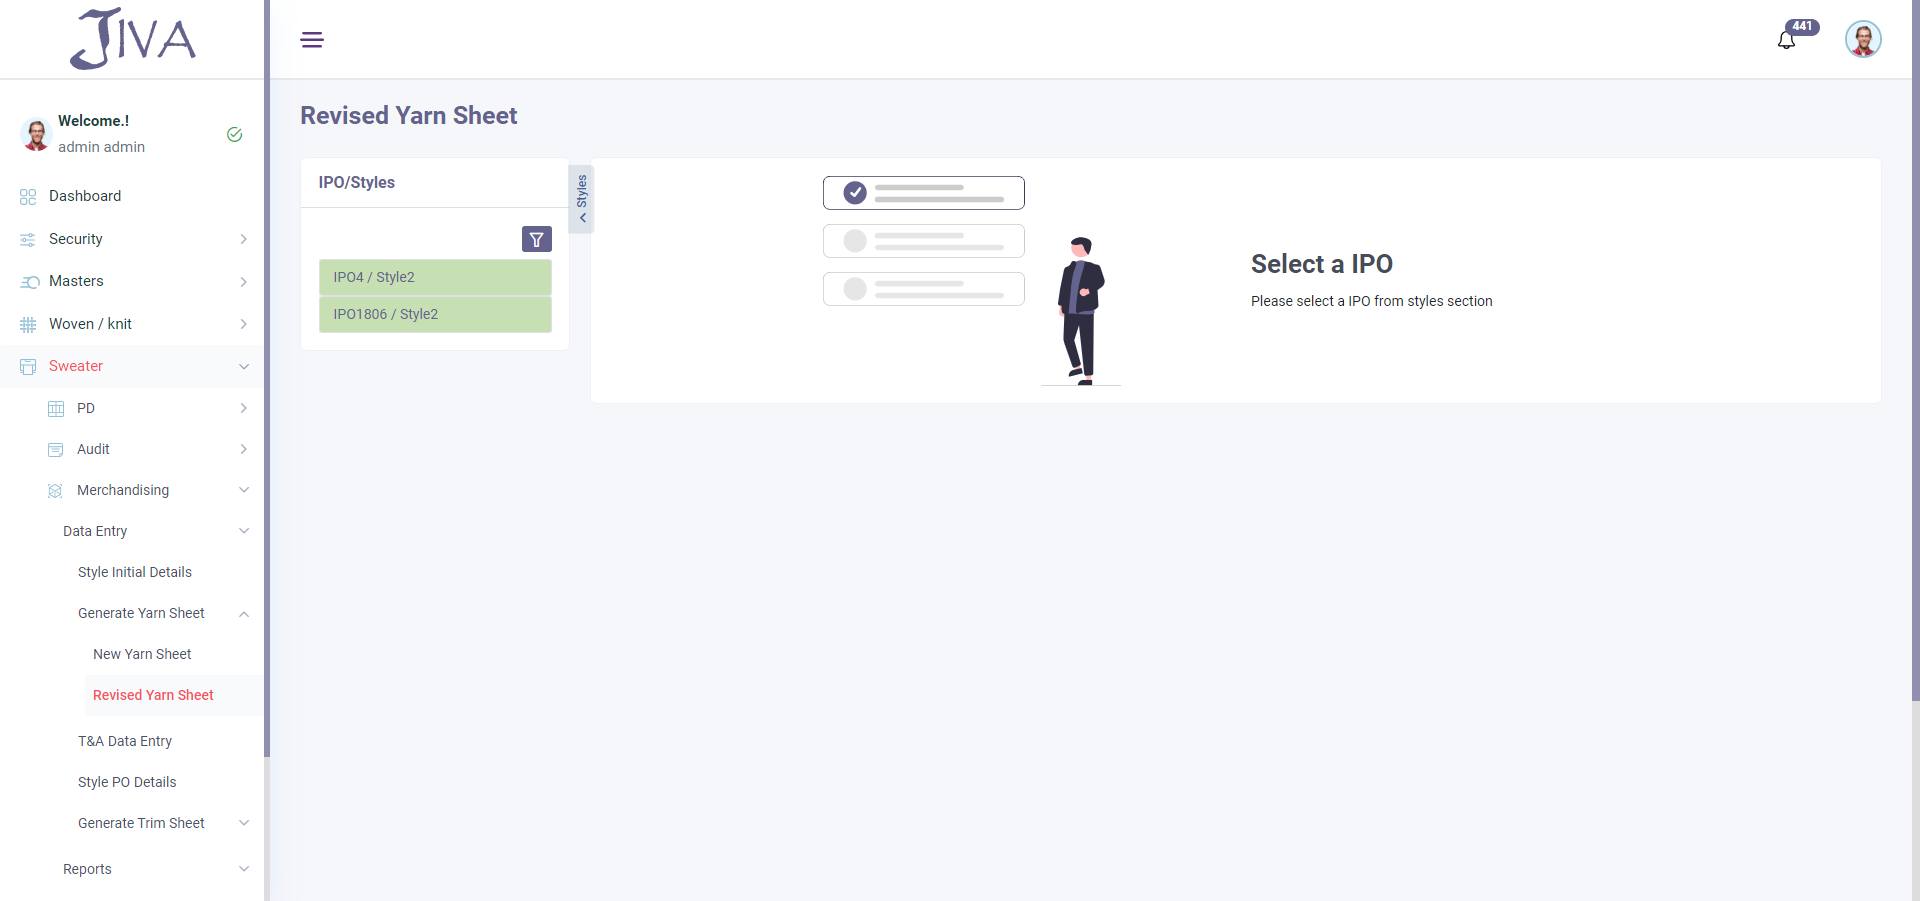 JIVA
441
Welcome.!
admin admin
Dashboard
Security
Masters
Woven / knit
Sweater
PD
Audit
Merchandising
Data Entry
Style Initial Details
Generate Yarn Sheet
New Yarn Sheet
Revised Yarn Sheet
T&A Data Entry
Style PO Details
Generate Trim Sheet
Reports
Revised Yarn Sheet
IPO/Styles
IPO4 / Style2
IPO1806 / Style2
Styles
Select a IPO
Please select a IPO from styles section